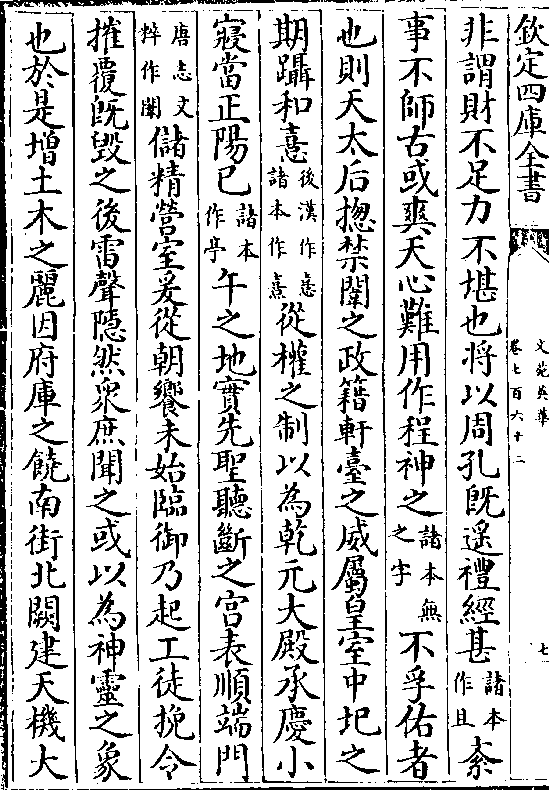 欽定四庫全書
文苑英華
卷七百六十二
七
非謂財不足力不堪也将以周孔既遥禮經甚諸本作且紊
事不師古或爽天心難用作程神之諸本無之字不孚佑者
也則天太后揔禁闈之政籍軒臺之威屬皇室中圮之
期躡和憙後漢作憙諸本作熹從權之制以為乾元大殿承慶小
寢當正陽已諸本作亭午之地實先聖聽斷之宫表順端門
唐志文粹作闈儲精營室爰從朝饗未始臨御乃起工徒挽令
摧覆既毁之後雷聲隱然衆庶聞之或以為神靈之象
也於是增土木之麗因府庫之饒南街北闕建天機大